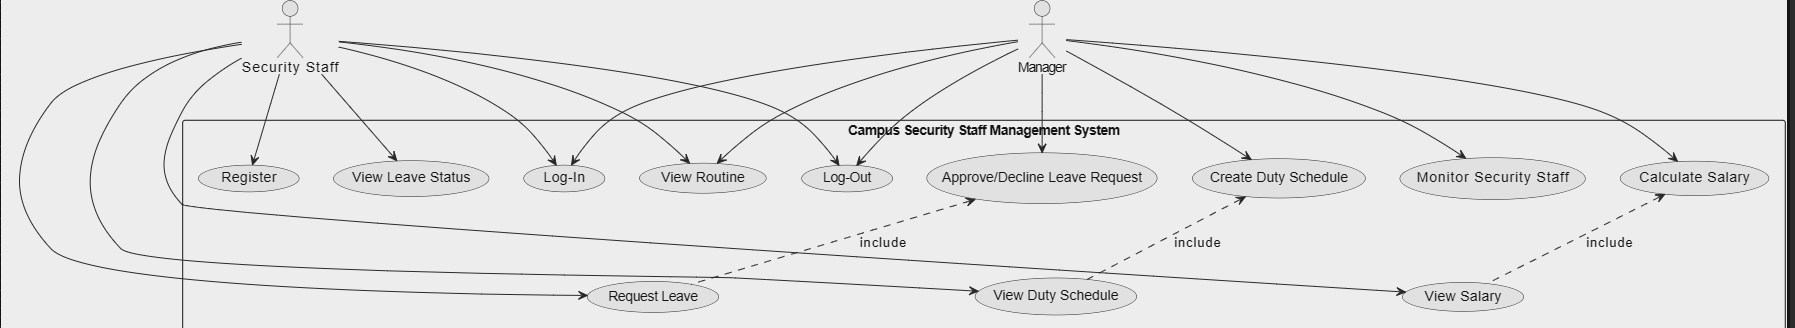 Security Staff
Manager
Campus Security Staff Management System
Register
View Leave Status
Log-In
View Routine
Log-Out
Approve/Decline Leave Request
Create Duty Schedule
Monitor Security Staff
Calculate Salary
include
include
include
Request Leave
View Duty Schedule
View Salary